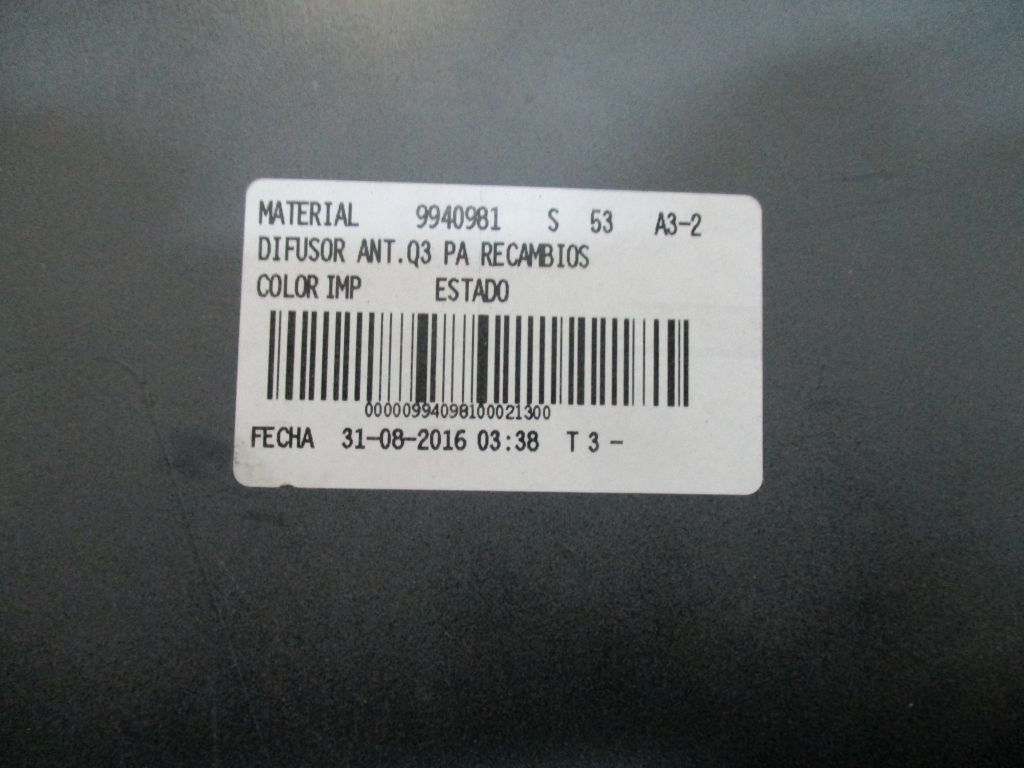 MATERIAL 9940981 S 53 A3-2
DIFUSOR ANT.Q3 PA RECAMBIOS
COLOR IMP ESTADO
00000994098100021300
FECHA 31-08-2016 03:38 T 3 -